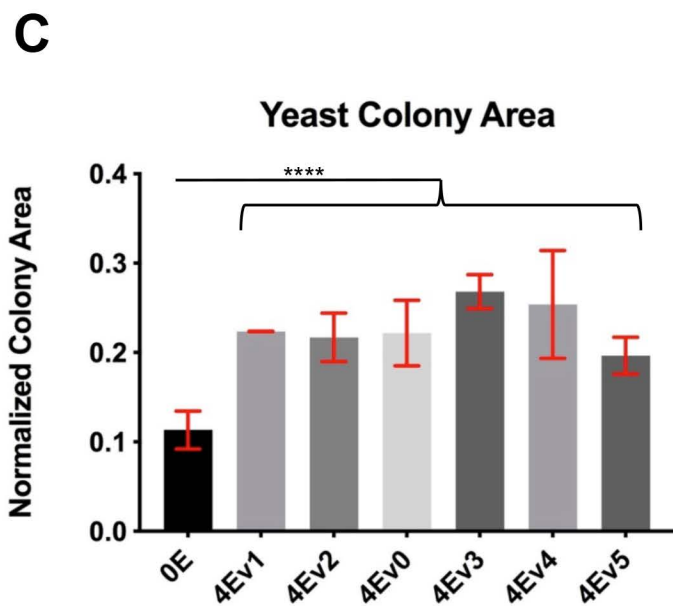 C
Yeast Colony Area
****
Normalized Colony Area
0.4
0.3
0.2
0.1
0.0
0E
4Ev1
4Ev2
4Ev0
4Ev3
4Ev4
4Ev5